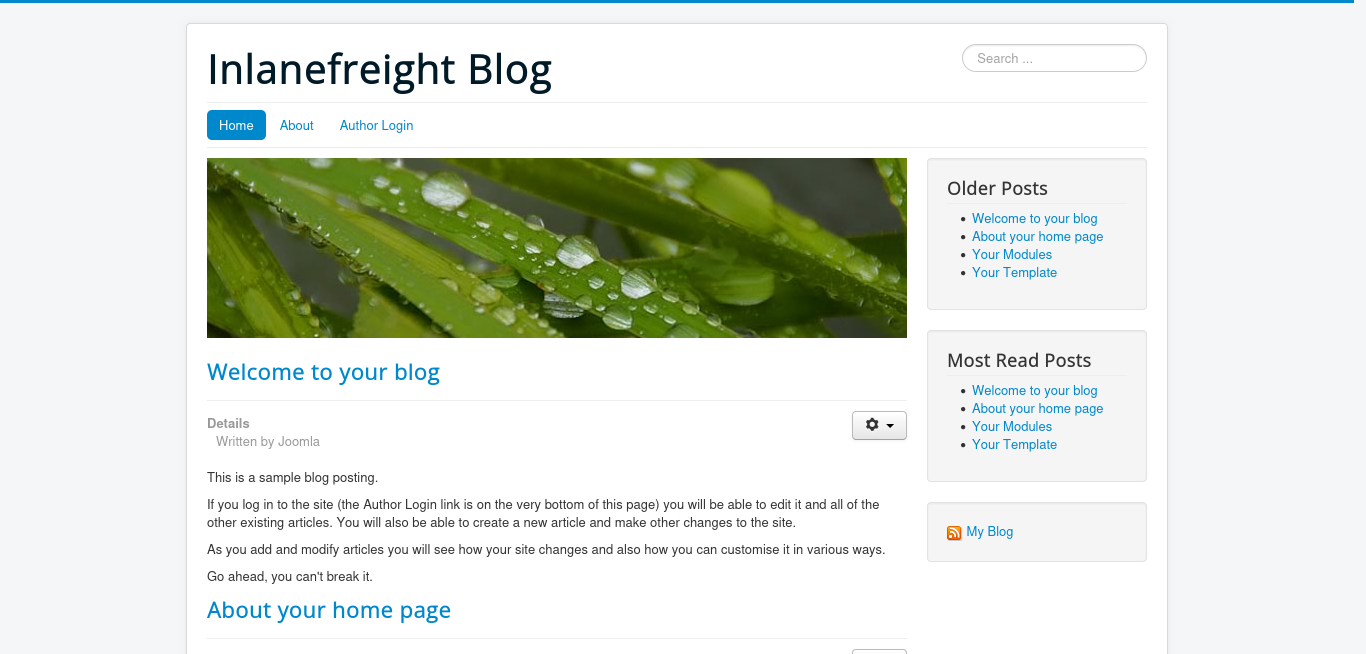 Inlanefreight Blog
Search ...
Home
About
Author Login
Welcome to your blog
Details
Written by Joomla
This is a sample blog posting.
If you log in to the site (the Author Login link is on the very bottom of this page) you will be able to edit it and all of the
other existing articles. You will also be able to create a new article and make other changes to the site.
As you add and modify articles you will see how your site changes and also how you can customise it in various ways.
Go ahead, you can't break it.
About your home page
Older Posts
Welcome to your blog
About your home page
Your Modules
Your Template
Most Read Posts
Welcome to your blog
About your home page
Your Modules
Your Template
My Blog